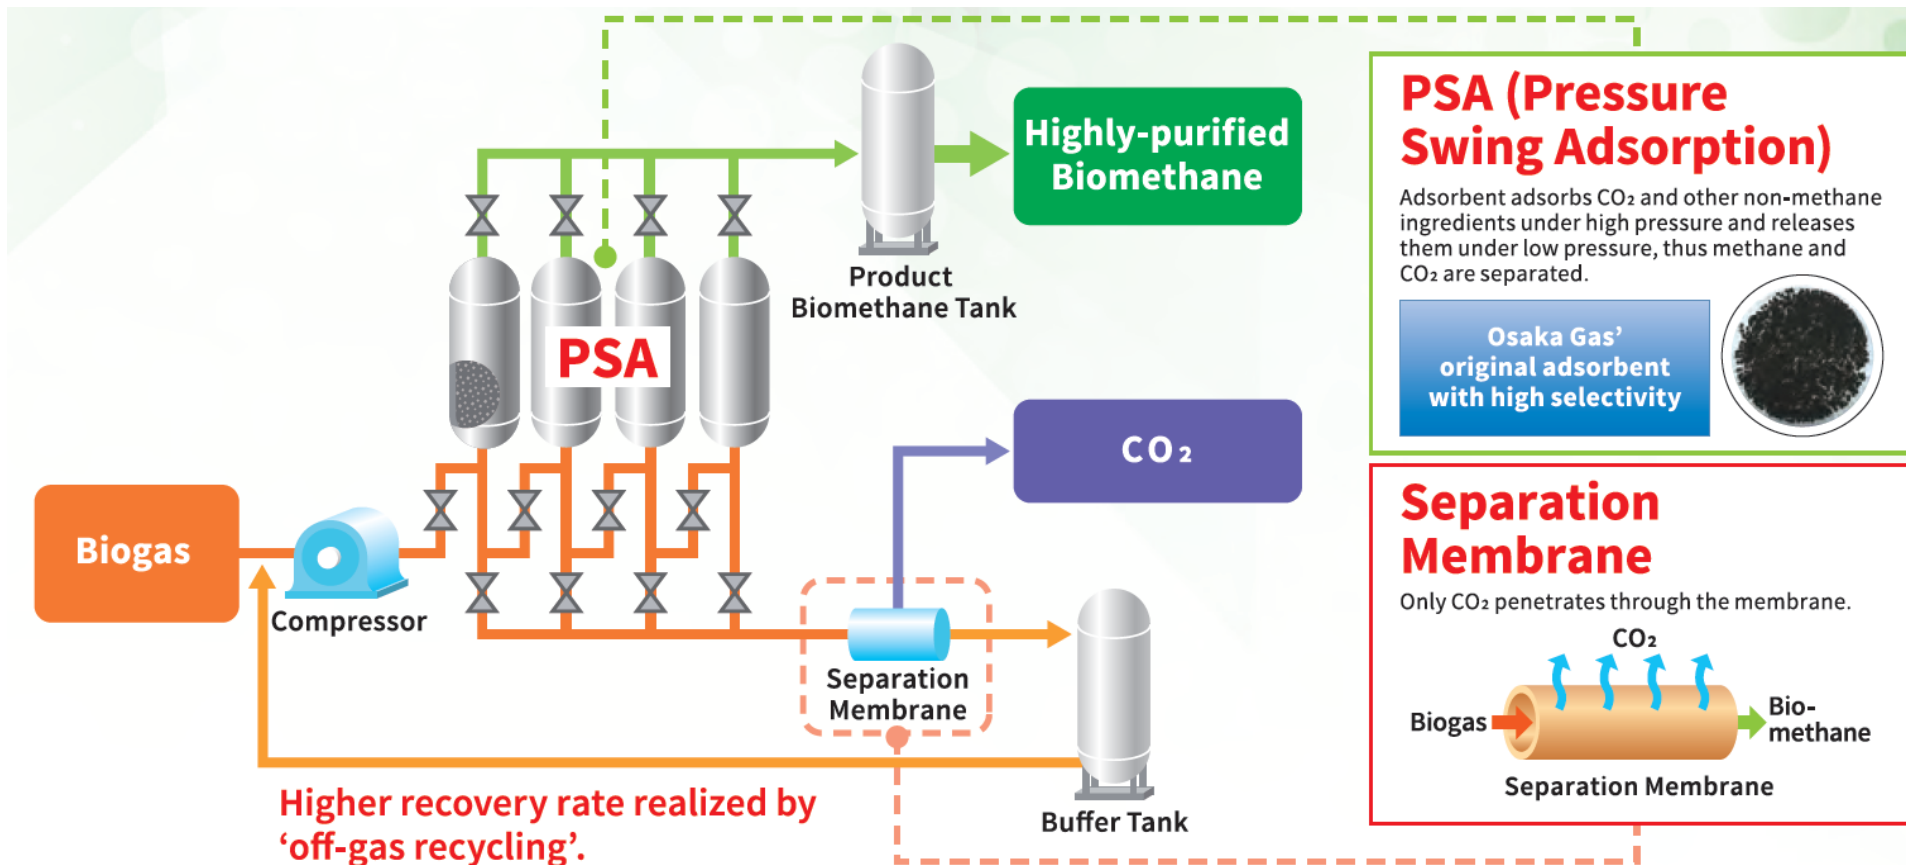 Highly-purified
Biomethane
Product
Biomethane Tank
PSA
CO₂
Biogas
Compressor
Separation
Membrane
Buffer Tank
Higher recovery rate realized by
‘off-gas recycling’.
PSA (Pressure
Swing Adsorption)
Adsorbent adsorbs CO₂ and other non-methane
ingredients under high pressure and releases
them under low pressure, thus methane and
CO₂ are separated.
Osaka Gas’
original adsorbent
with high selectivity
Separation
Membrane
Only CO₂ penetrates through the membrane.
CO₂
Biogas
Bio-
methane
Separation Membrane